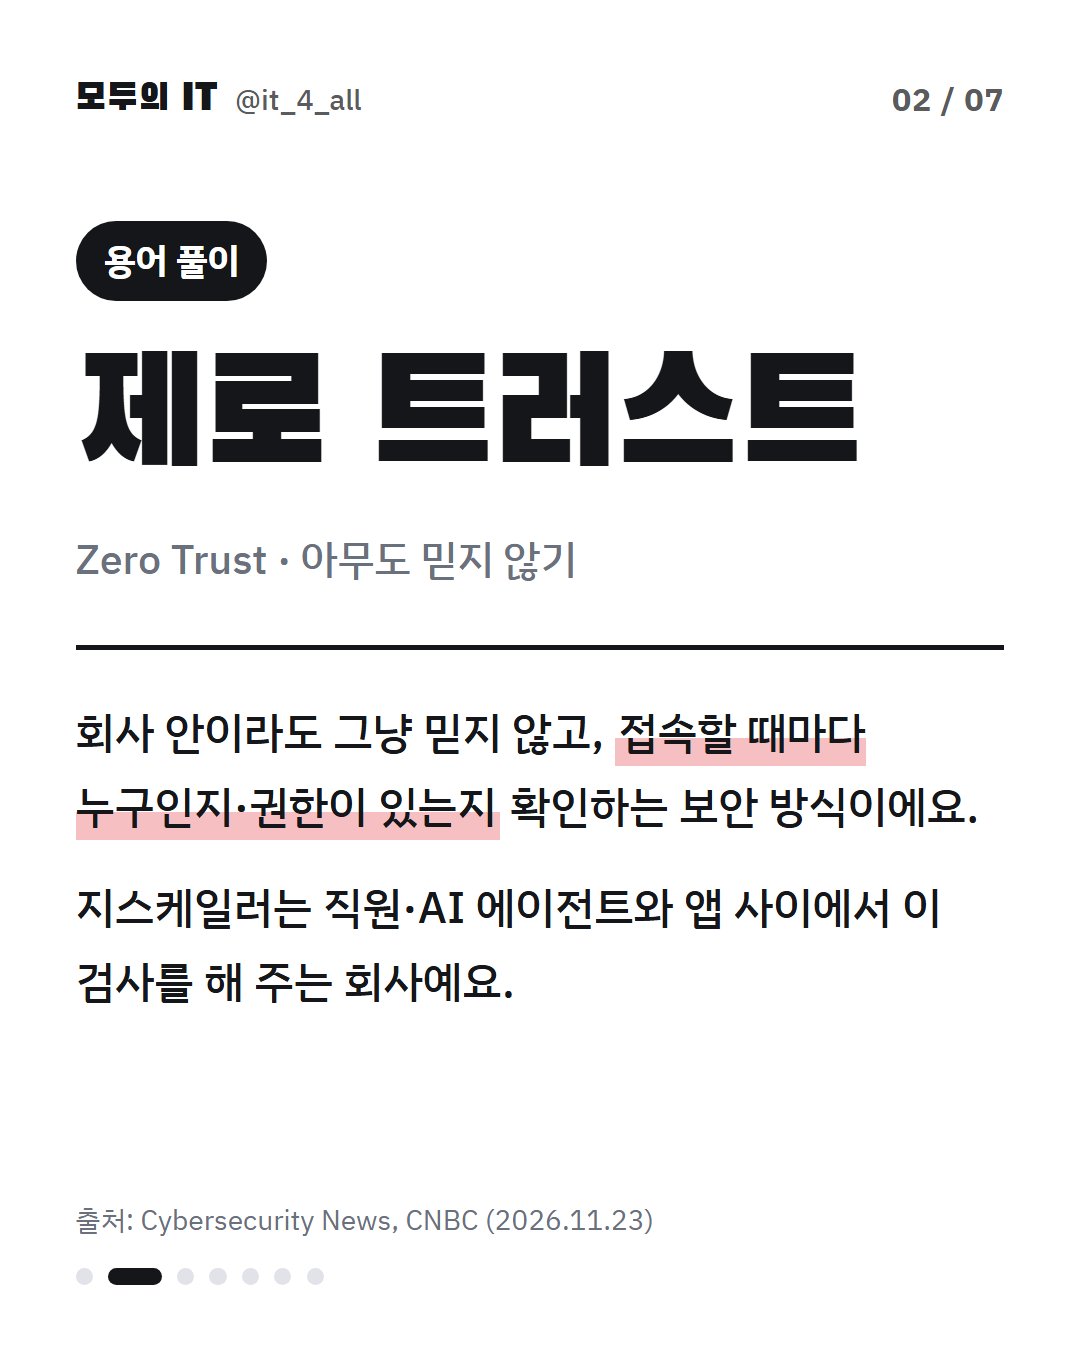 모두의 IT @it_4_all 02 / 07
용어 풀이
제로 트러스트
Zero Trust · 아무도 믿지 않기
회사 안이라도 그냥 믿지 않고, 접속할 때마다
누구인지·권한이 있는지 확인하는 보안 방식이에요.
지스케일러는 직원·AI 에이전트와 앱 사이에서 이
검사를 해 주는 회사예요.
출처: Cybersecurity News, CNBC (2026.11.23)